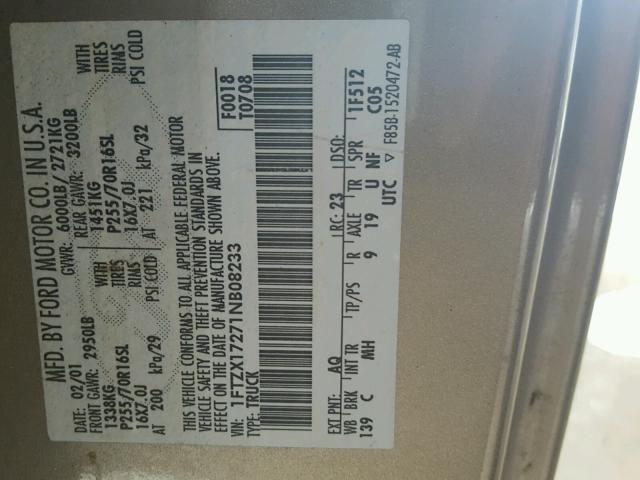 MFD. BY FORD MOTOR CO. IN U.S.A.
DATE: 02/01 GVWR: 6000LB/ 2721KG
FRONT GAWR: 2950LB REAR GAWR: 3200LB
1338KG WITH 1451KG WITH
P255/70R16SL TIRES P255/70R16SL TIRES
16X7.0J RIMS 16X7.0J RIMS
AT 200 kPa/29 PSI COLD AT 221 kPa/32 PSI COLD
THIS VEHICLE CONFORMS TO ALL APPLICABLE FEDERAL MOTOR
VEHICLE SAFETY AND THEFT PREVENTION STANDARDS IN
EFFECT ON THE DATE OF MANUFACTURE SHOWN ABOVE.
VIN: 1FTZX17271NB08233 F0018
TYPE: TRUCK T0708
EXT PNT: AQ RC: 23 DSO:
WB BRK INT TR TP/PS R AXLE TR SPR 1F512
139 C MH 9 19 U NF C05
UTC ▽ F85B-1520472-AB